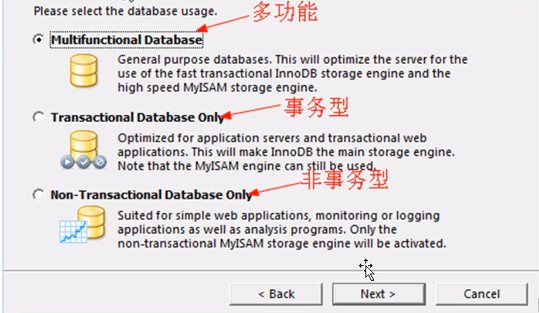 Please select the database usage.
多功能
Multifunctional Database
General purpose databases. This will optimize the server for the
use of the fast transactional InnoDB storage engine and the
high speed MyISAM storage engine.
Transactional Database Only
事务型
Optimized for application servers and transactional web
applications. This will make InnoDB the main storage engine.
Note that the MyISAM engine can still be used.
非事务型
Non-Transactional Database Only
Suited for simple web applications, monitoring or logging
applications as well as analysis programs. Only the
non-transactional MyISAM storage engine will be activated.
< Back
Next >
Cancel